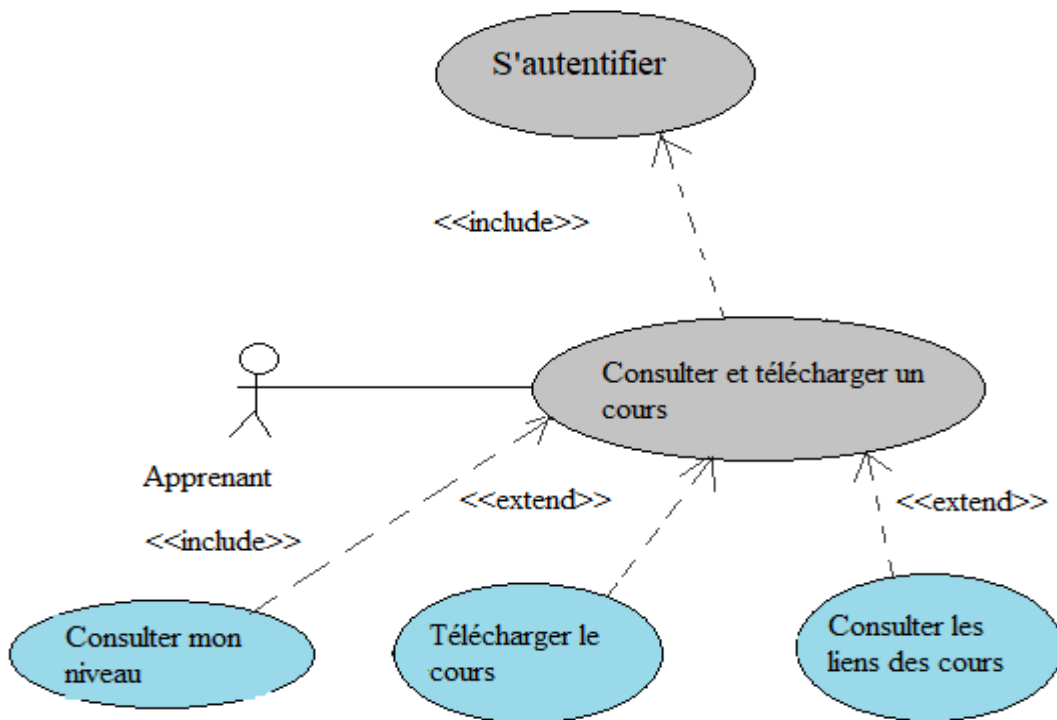 S'autentifier
<<include>>
Consulter et télécharger un
cours
Apprenant
<<extend>>
<<extend>>
<<include>>
Consulter mon
niveau
Télécharger le
cours
Consulter les
liens des cours